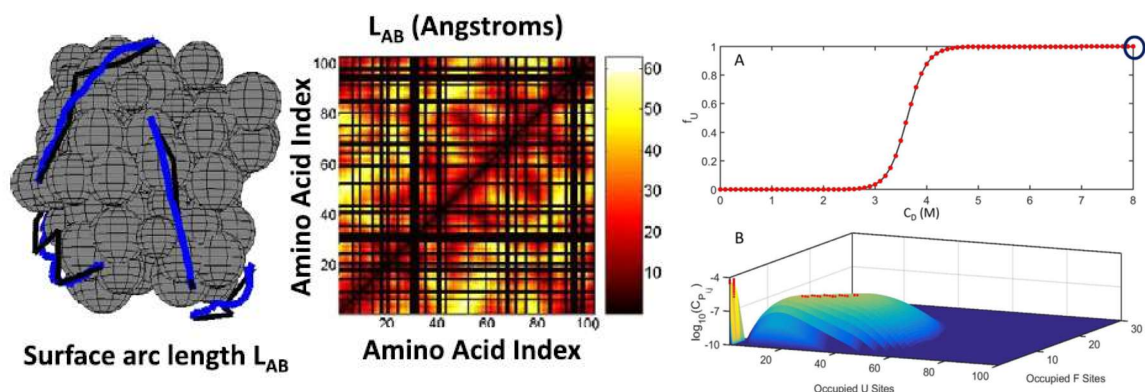 Surface arc length L_AB
L_AB (Angstroms)
Amino Acid Index
100
80
60
40
20
20 40 60 80 100
Amino Acid Index
60
50
40
30
20
10
A
f_U
1
0.8
0.6
0.4
0.2
0
0 1 2 3 4 5 6 7 8
C_D (M)
B
log10(C_P_i,j)
-4
-7
-10
20 40 60 80 100
Occupied U Sites
10 20 30
Occupied F Sites